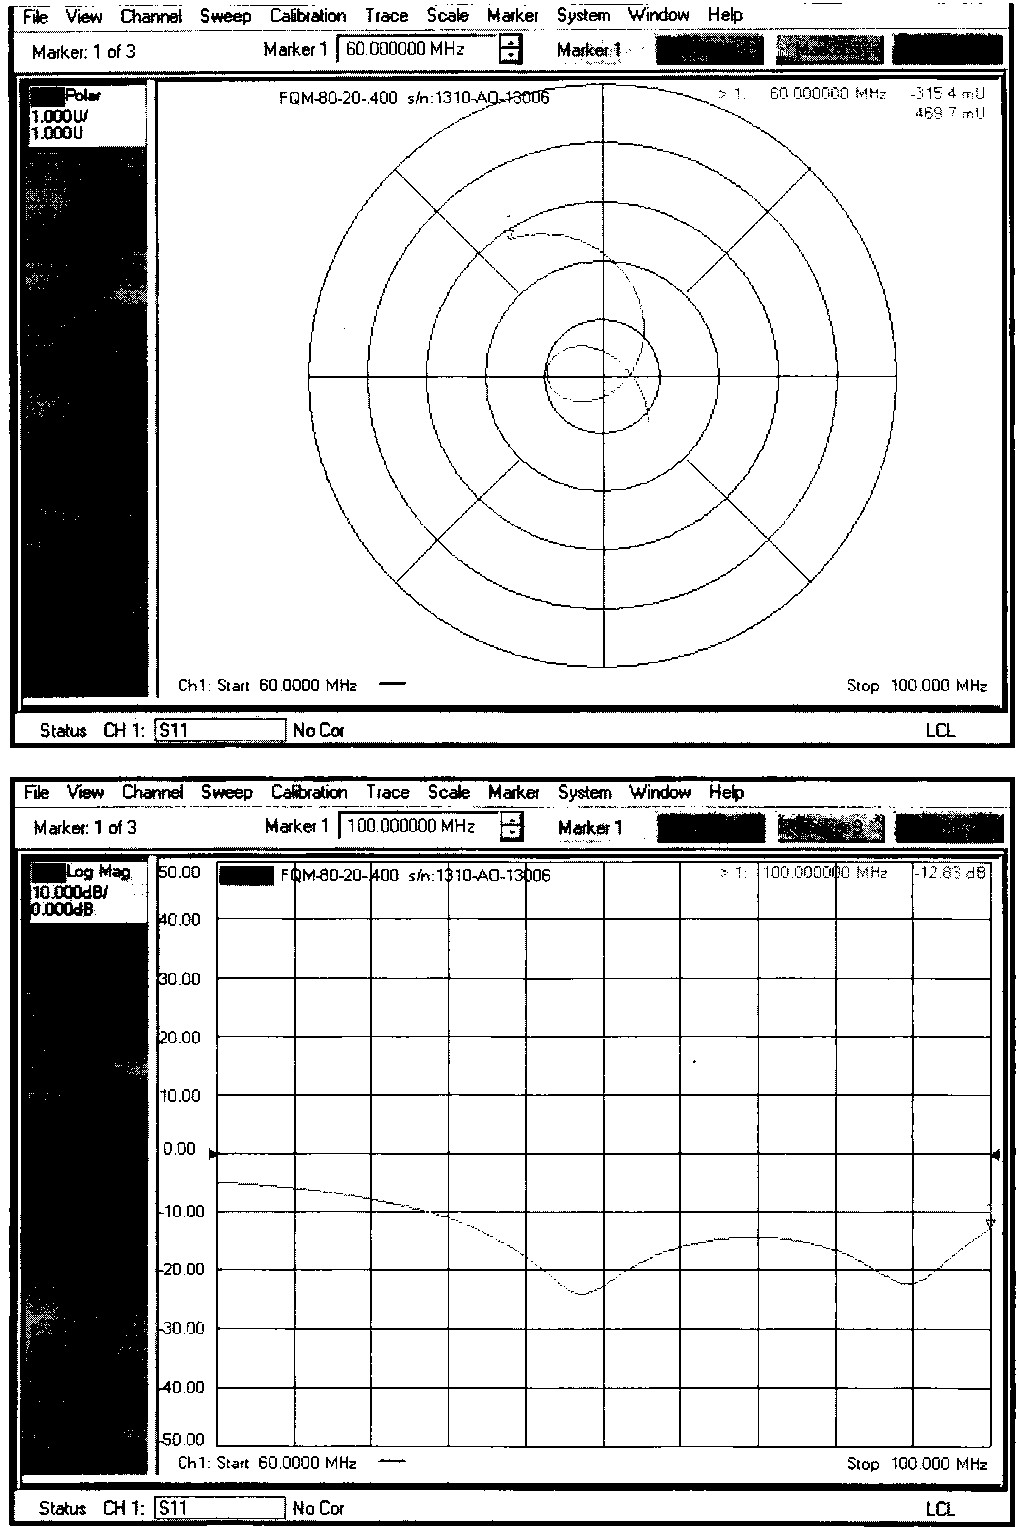 File View Channel Sweep Calibration Trace Scale Marker System Window Help
Marker: 1 of 3 Marker 1 60.000000 MHz Marker 1
Polar
1.000U/
1.000U
FQM-80-20-.400 s/n:1310-AO-13006
> 1: 60.000000 MHz -315.4 mU
469.7 mU
Ch1: Start 60.0000 MHz Stop 100.000 MHz
Status CH 1: S11 No Cor LCL
File View Channel Sweep Calibration Trace Scale Marker System Window Help
Marker: 1 of 3 Marker 1 100.000000 MHz Marker 1
Log Mag
10.000dB/
0.000dB
FQM-80-20-.400 s/n:1310-AO-13006
> 1: 100.000000 MHz -12.83 dB
50.00
40.00
30.00
20.00
10.00
0.00
-10.00
-20.00
-30.00
-40.00
-50.00
Ch1: Start 60.0000 MHz Stop 100.000 MHz
Status CH 1: S11 No Cor LCL